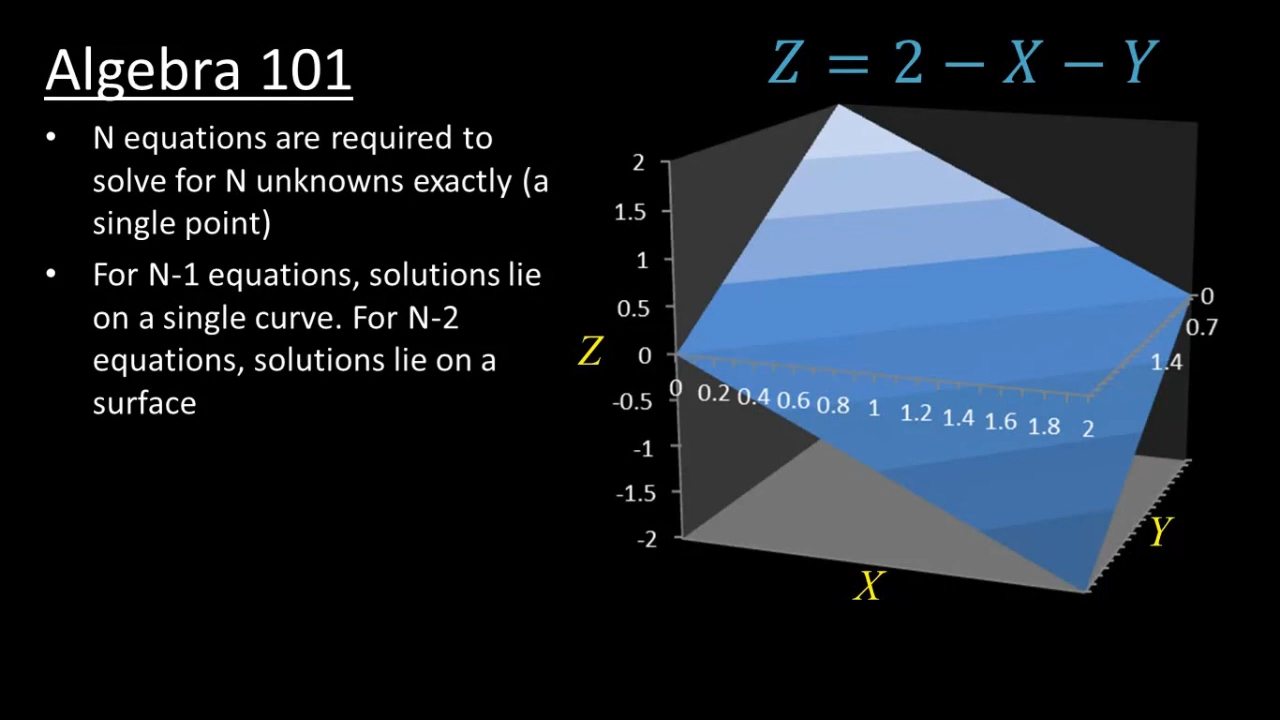 Algebra 101
• N equations are required to
solve for N unknowns exactly (a
single point)
• For N-1 equations, solutions lie
on a single curve. For N-2
equations, solutions lie on a
surface
Z = 2 − X − Y
2
1.5
1
0.5
0
-0.5
-1
-1.5
-2
Z
0 0.2 0.4 0.6 0.8 1 1.2 1.4 1.6 1.8 2
0
0.7
1.4
Y
X